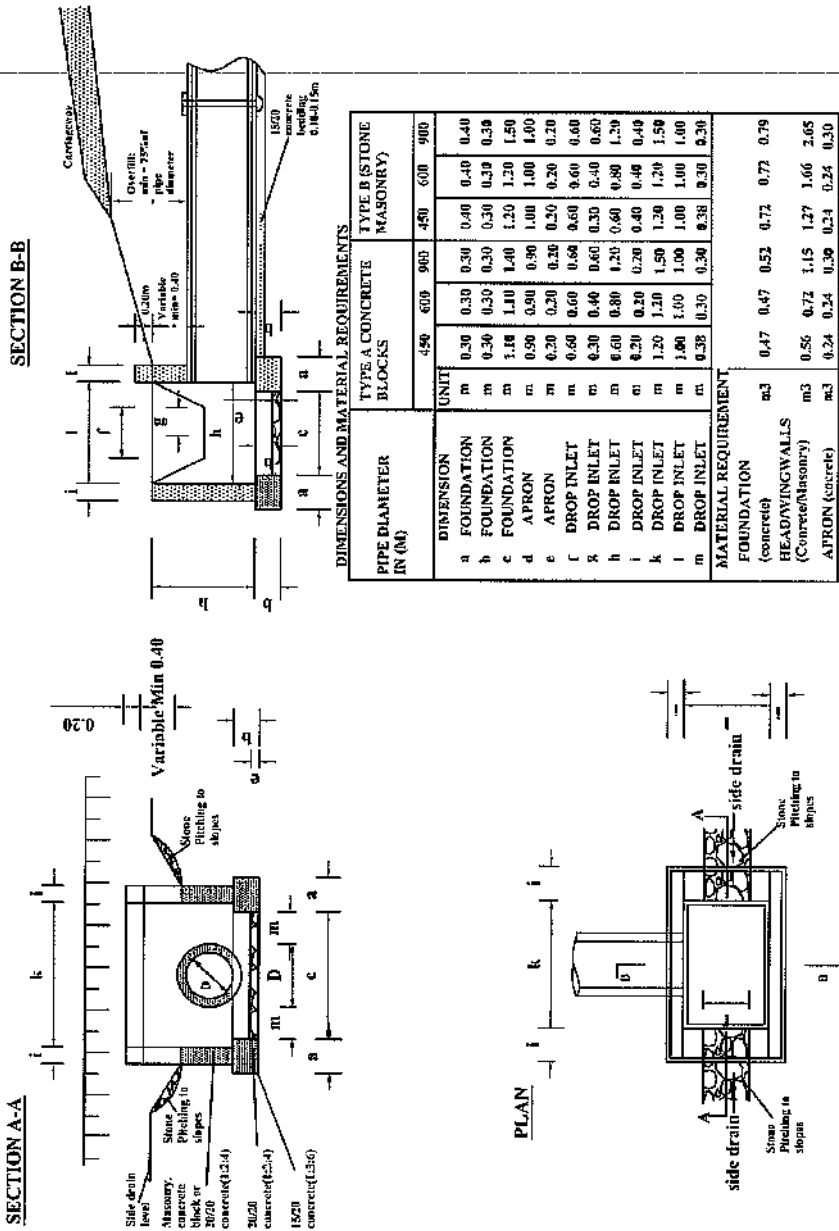 SECTION A-A
0.20
Variable Min 0.40
i
k
i
Stone
Pitching to
slopes
b
e
D
Side drain
level
Stone
Pitching to
slopes
Masonry,
concrete
block or
20/20
concrete(1:2:4)
20/20
concrete(1:2:4)
15/20
concrete(1:3:6)
a
m
D
m
a
c
SECTION B-B
i
l
i
f
g
h
e
b
a
c
a
h
b
0.20m
Variable
min= 0.40
Overfill:
min = 75% of
pipe
diameter
Carriageway
15/20
concrete
bedding
0.10-0.15m
PLAN
i
k
i
A
A
B
B
side drain
side drain
Stone
Pitching to
slopes
Stone
Pitching to
slopes
DIMENSIONS AND MATERIAL REQUIREMENTS
PIPE DIAMETER IN (M) TYPE A CONCRETE BLOCKS TYPE B (STONE MASONRY)
450 600 900 450 600 900
DIMENSION UNIT
a FOUNDATION m 0.30 0.30 0.30 0.40 0.40 0.40
b FOUNDATION m 0.30 0.30 0.30 0.30 0.30 0.30
c FOUNDATION m 1.10 1.10 1.40 1.20 1.20 1.50
d APRON m 0.90 0.90 0.90 1.00 1.00 1.00
e APRON m 0.20 0.20 0.20 0.20 0.20 0.20
f DROP INLET m 0.60 0.60 0.60 0.60 0.60 0.60
g DROP INLET m 0.30 0.40 0.60 0.30 0.40 0.60
h DROP INLET m 0.60 0.80 1.20 0.60 0.80 1.20
i DROP INLET m 0.20 0.20 0.20 0.40 0.40 0.40
k DROP INLET m 1.20 1.20 1.50 1.20 1.20 1.50
l DROP INLET m 1.00 1.00 1.00 1.00 1.00 1.00
m DROP INLET m 0.38 0.30 0.30 0.38 0.30 0.30
MATERIAL REQUIREMENT
FOUNDATION (concrete) m3 0.47 0.47 0.52 0.72 0.72 0.79
HEAD/WINGWALLS (Conrete/Masonry) m3 0.56 0.72 1.15 1.27 1.66 2.65
APRON (concrete) m3 0.24 0.24 0.30 0.24 0.24 0.30